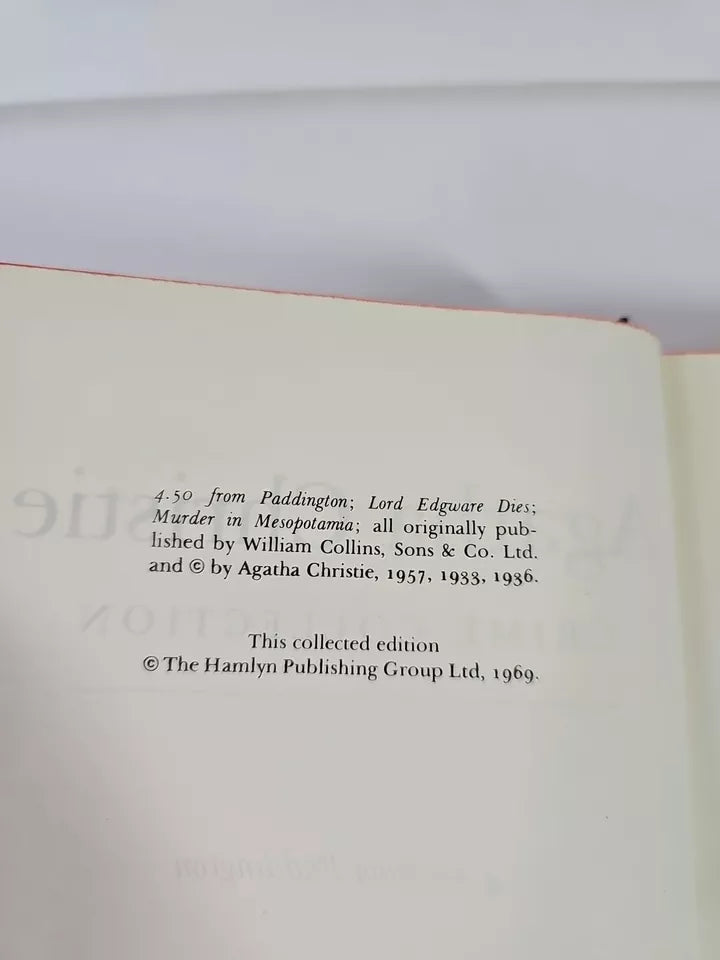 4.50 from Paddington; Lord Edgware Dies;
Murder in Mesopotamia; all originally pub-
lished by William Collins, Sons & Co. Ltd.
and © by Agatha Christie, 1957, 1933, 1936.
This collected edition
© The Hamlyn Publishing Group Ltd, 1969.